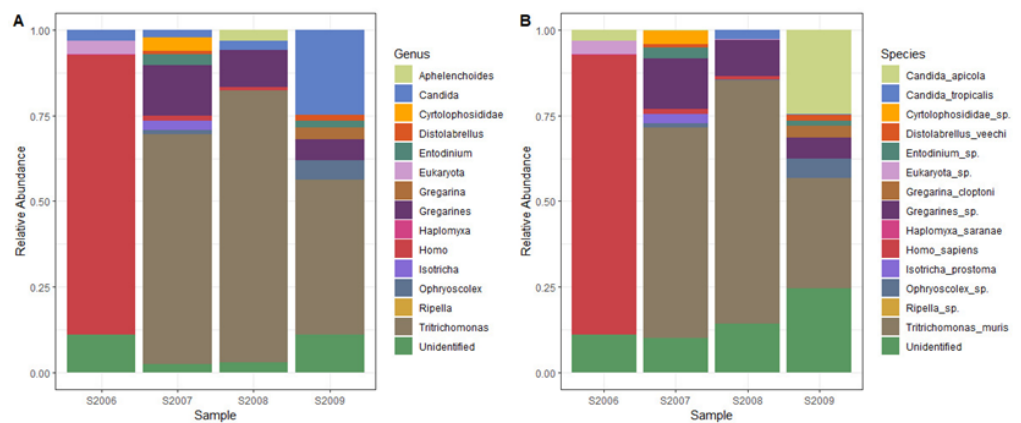 A
Relative Abundance
1.00
0.75
0.50
0.25
0.00
S2006 S2007 S2008 S2009
Sample
Genus
Aphelenchoides
Candida
Cyrtolophosididae
Distolabrellus
Entodinium
Eukaryota
Gregarina
Gregarines
Haplomyxa
Homo
Isotricha
Ophryoscolex
Ripella
Tritrichomonas
Unidentified
B
Relative Abundance
1.00
0.75
0.50
0.25
0.00
S2006 S2007 S2008 S2009
Sample
Species
Candida_apicola
Candida_tropicalis
Cyrtolophosididae_sp.
Distolabrellus_veechi
Entodinium_sp.
Eukaryota_sp.
Gregarina_cloptoni
Gregarines_sp.
Haplomyxa_saranae
Homo_sapiens
Isotricha_prostoma
Ophryoscolex_sp.
Ripella_sp.
Tritrichomonas_muris
Unidentified